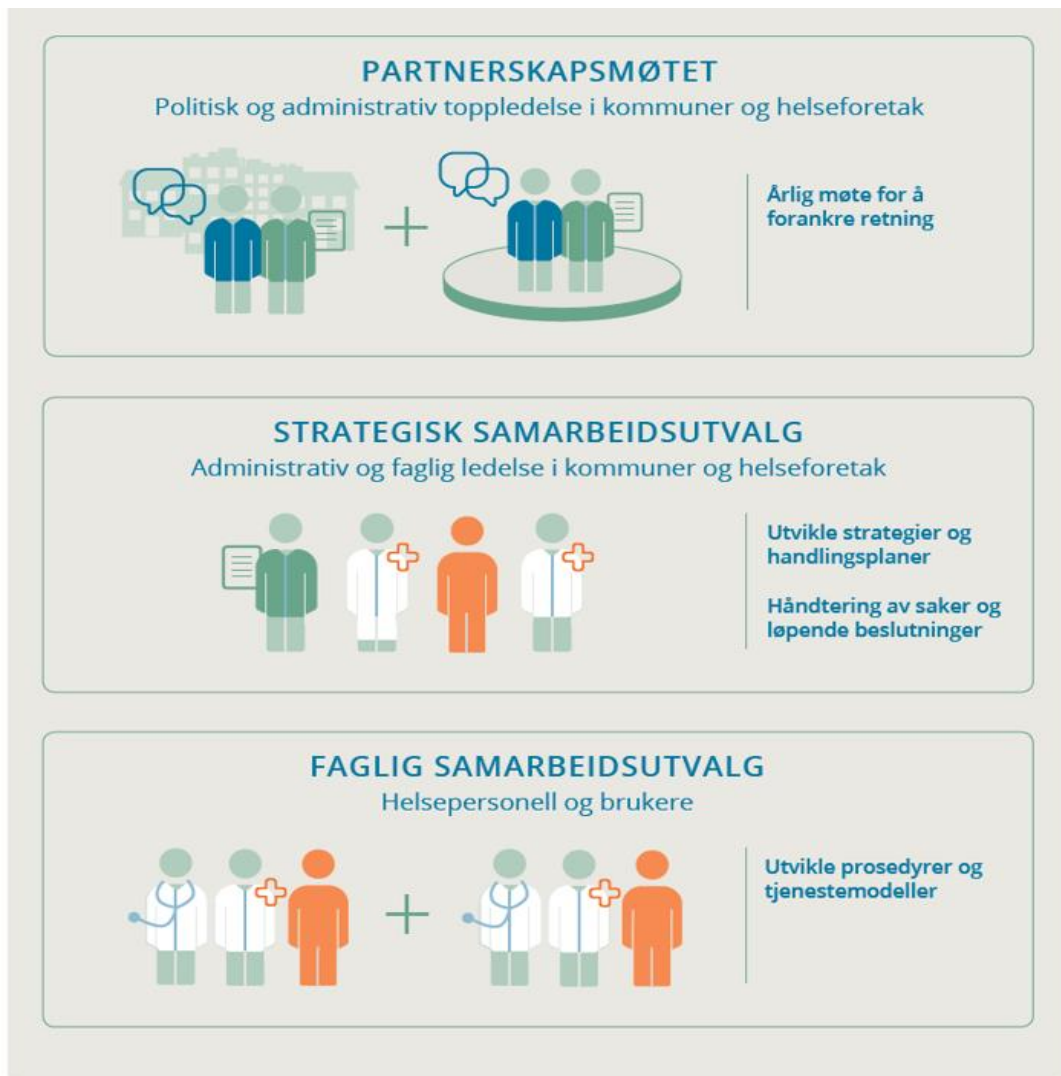 PARTNERSKAPSMØTET
Politisk og administrativ toppledelse i kommuner og helseforetak
Årlig møte for å
forankre retning
STRATEGISK SAMARBEIDSUTVALG
Administrativ og faglig ledelse i kommuner og helseforetak
Utvikle strategier og
handlingsplaner
Håndtering av saker og
løpende beslutninger
FAGLIG SAMARBEIDSUTVALG
Helsepersonell og brukere
Utvikle prosedyrer og
tjenestemodeller